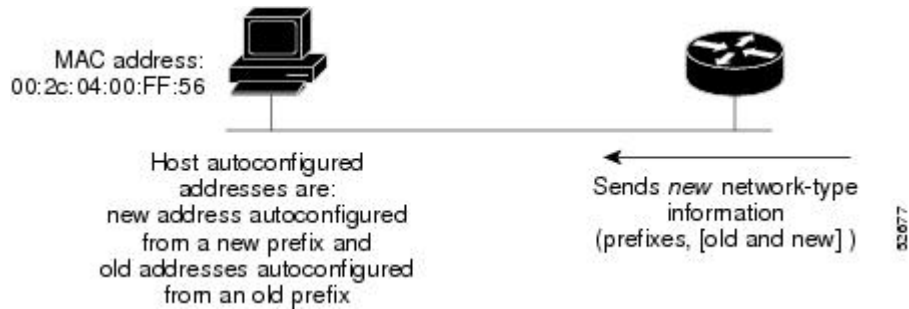 MAC address:
00:2c:04:00:FF:56
Host autoconfigured
addresses are:
new address autoconfigured
from a new prefix and
old addresses autoconfigured
from an old prefix
Sends new network-type
information
(prefixes, [old and new] )
52677